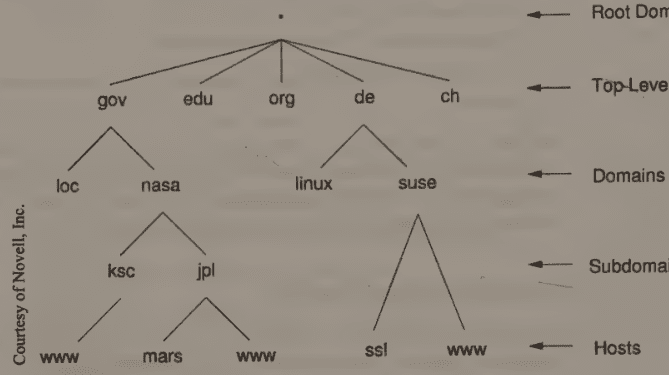 .
Root Dom
gov edu org de ch
Top-Leve
loc nasa linux suse
Domains
ksc jpl
Subdomai
www mars www ssl www
Hosts
Courtesy of Novell, Inc.